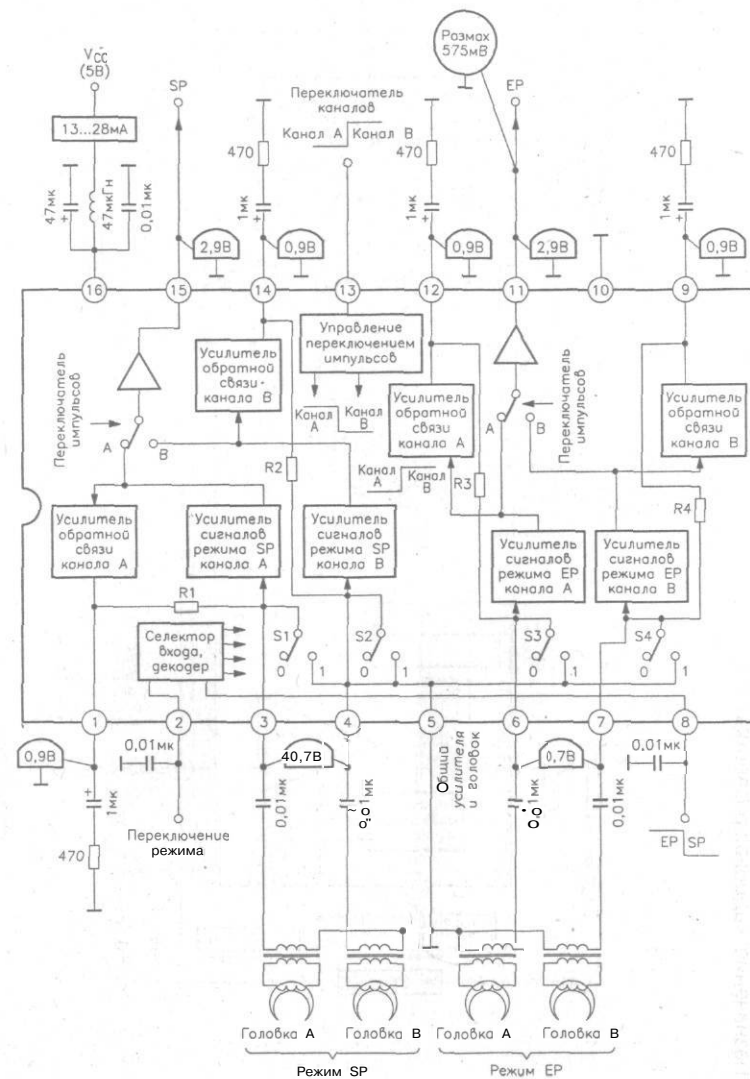 Vcc
(5В)
SP
Размах
575мВ
EP
13...28мА
Переключатель
каналов
Канал A
Канал B
47мк
47мкГн
0,01мк
470
1мк
470
1мк
470
1мк
+
+
+
+
2,9В
0,9В
0,9В
2,9В
0,9В
16
15
14
13
12
11
10
9
Переключатель
импульсов
A
B
Усилитель
обратной
связи-
канала B
Управление
переключением
импульсов
Канал
A
Канал
B
Усилитель
обратной
связи
канала A
A
B
Переключатель
импульсов
Усилитель
обратной
связи
канала B
R2
Канал
A
Канал
B
R3
R4
Усилитель
обратной
связи
канала A
Усилитель
сигналов
режима SP
канала A
Усилитель
сигналов
режима SP
канала B
Усилитель
сигналов
режима EP
канала A
Усилитель
сигналов
режима EP
канала B
R1
Селектор
входа,
декодер
S1
0
1
S2
0
1
S3
0
1
S4
0
1
1
2
3
4
5
6
7
8
0,9В
+
1мк
470
0,01мк
Переключение
режима
40,7В
0,01мк
1мк
Общий
усилителя
и головок
0,7В
1мк
0,01мк
0,01мк
EP
SP
Головка A
Головка B
Головка A
Головка B
Режим SP
Режим EP